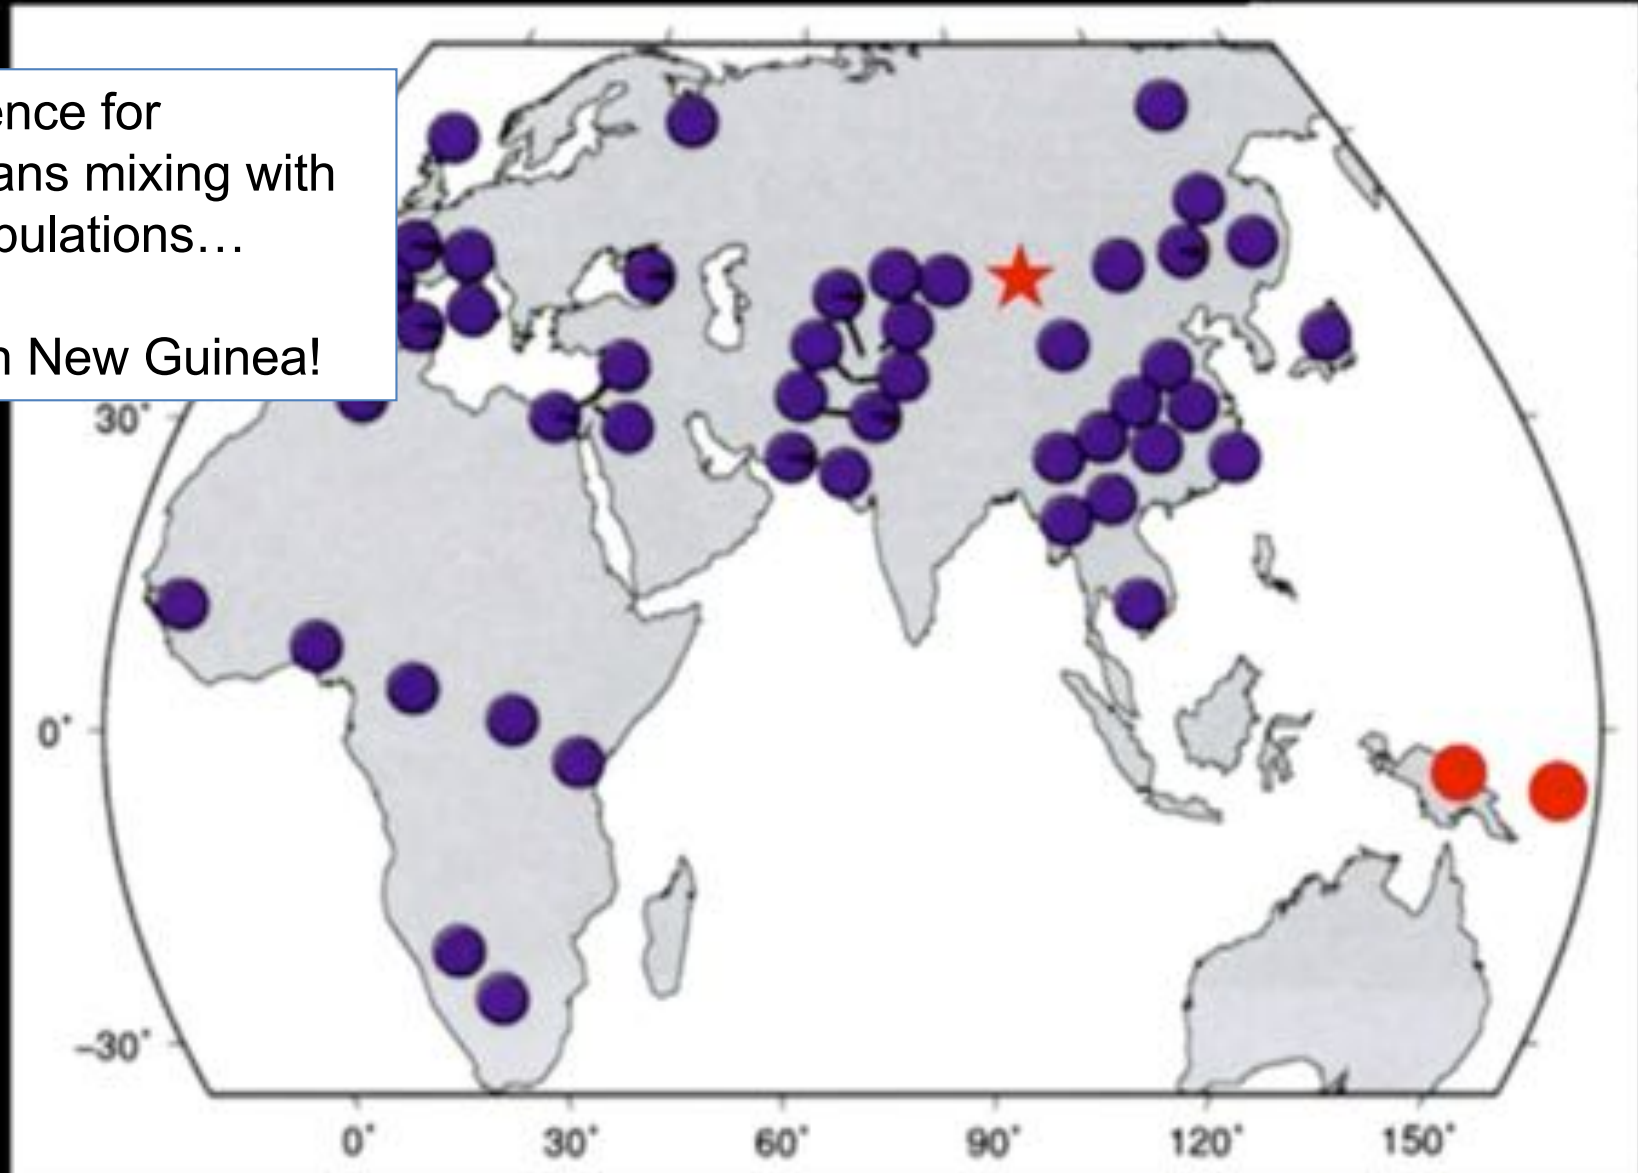 ence for
ans mixing with
pulations…
n New Guinea!
30°
0°
–30°
0° 30° 60° 90° 120° 150°